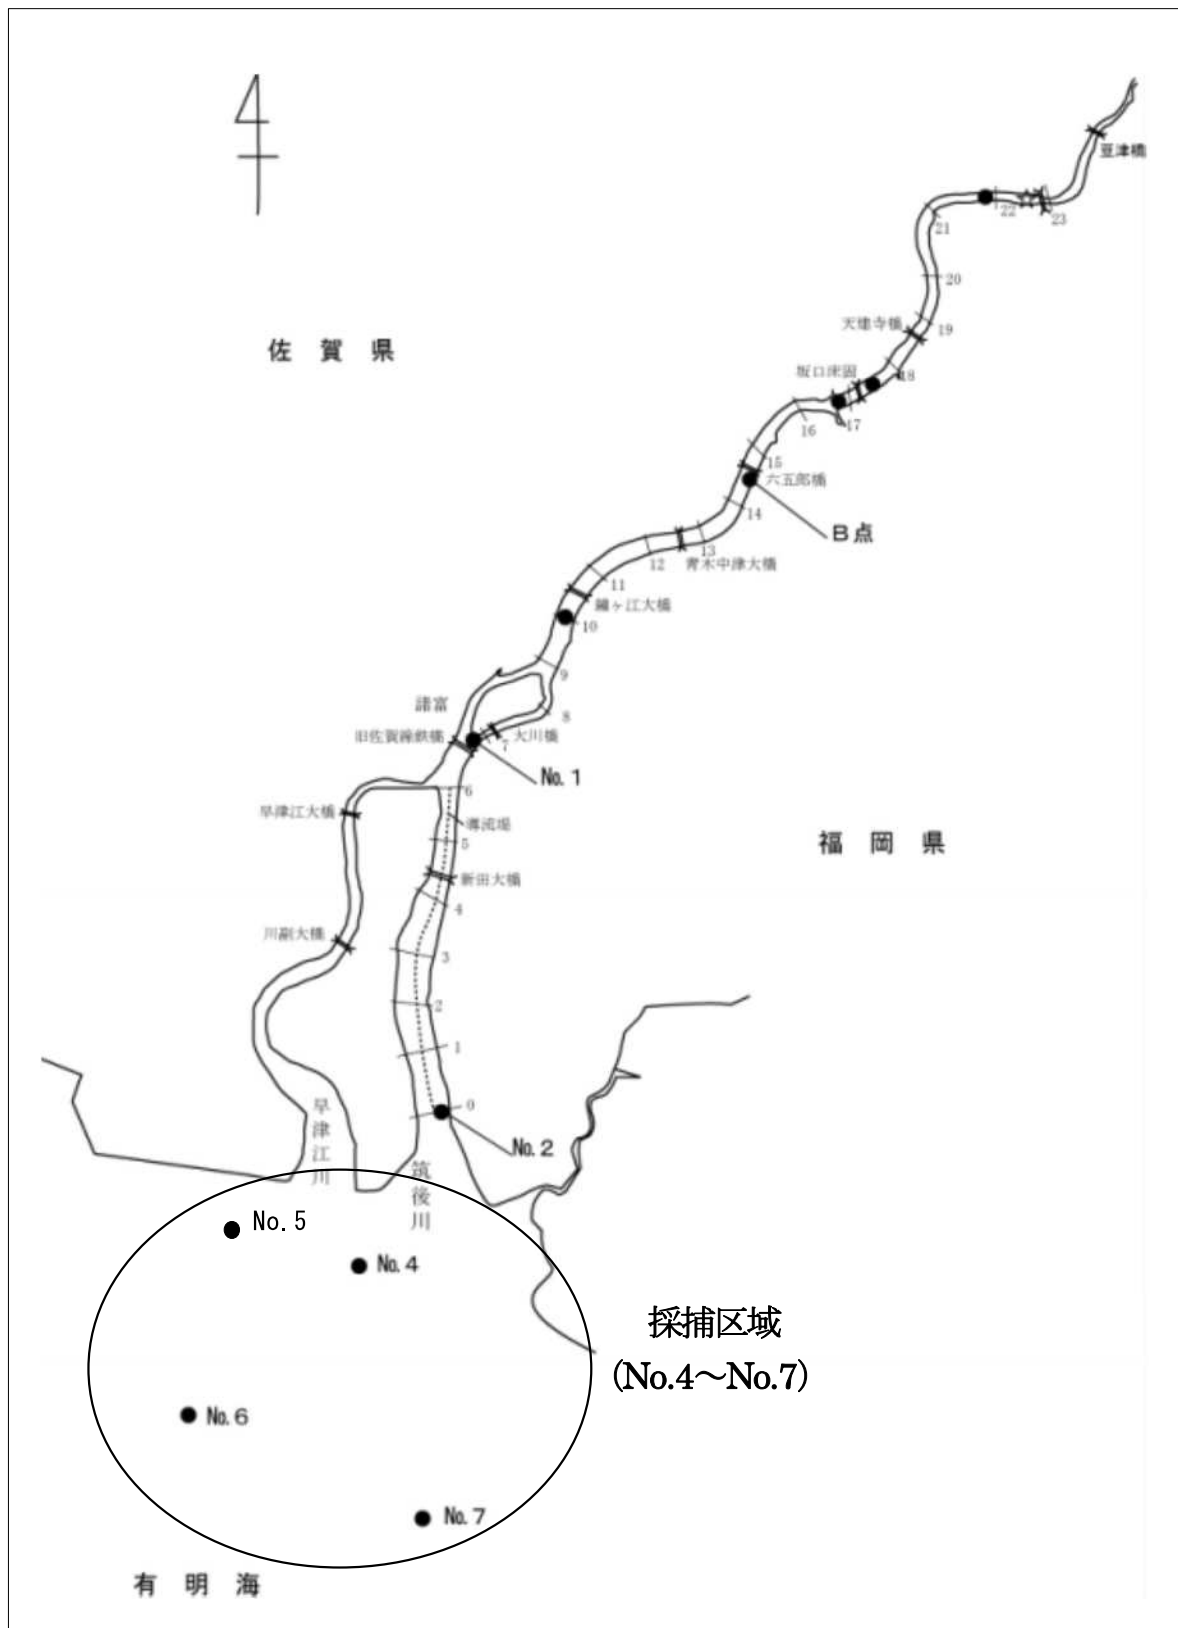 豆津橋
22
23
21
20
佐賀県
天建寺橋
19
坂口床固
18
17
16
15
六五郎橋
14
B点
13
12
青木中津大橋
11
鐘ヶ江大橋
10
9
諸富
8
旧佐賀線鉄橋
7
大川橋
No.1
6
早津江大橋
導流堤
福岡県
5
新田大橋
4
川副大橋
3
2
1
0
早津江川
No.2
筑後川
No.5
No.4
採捕区域
(No.4～No.7)
No.6
No.7
有明海